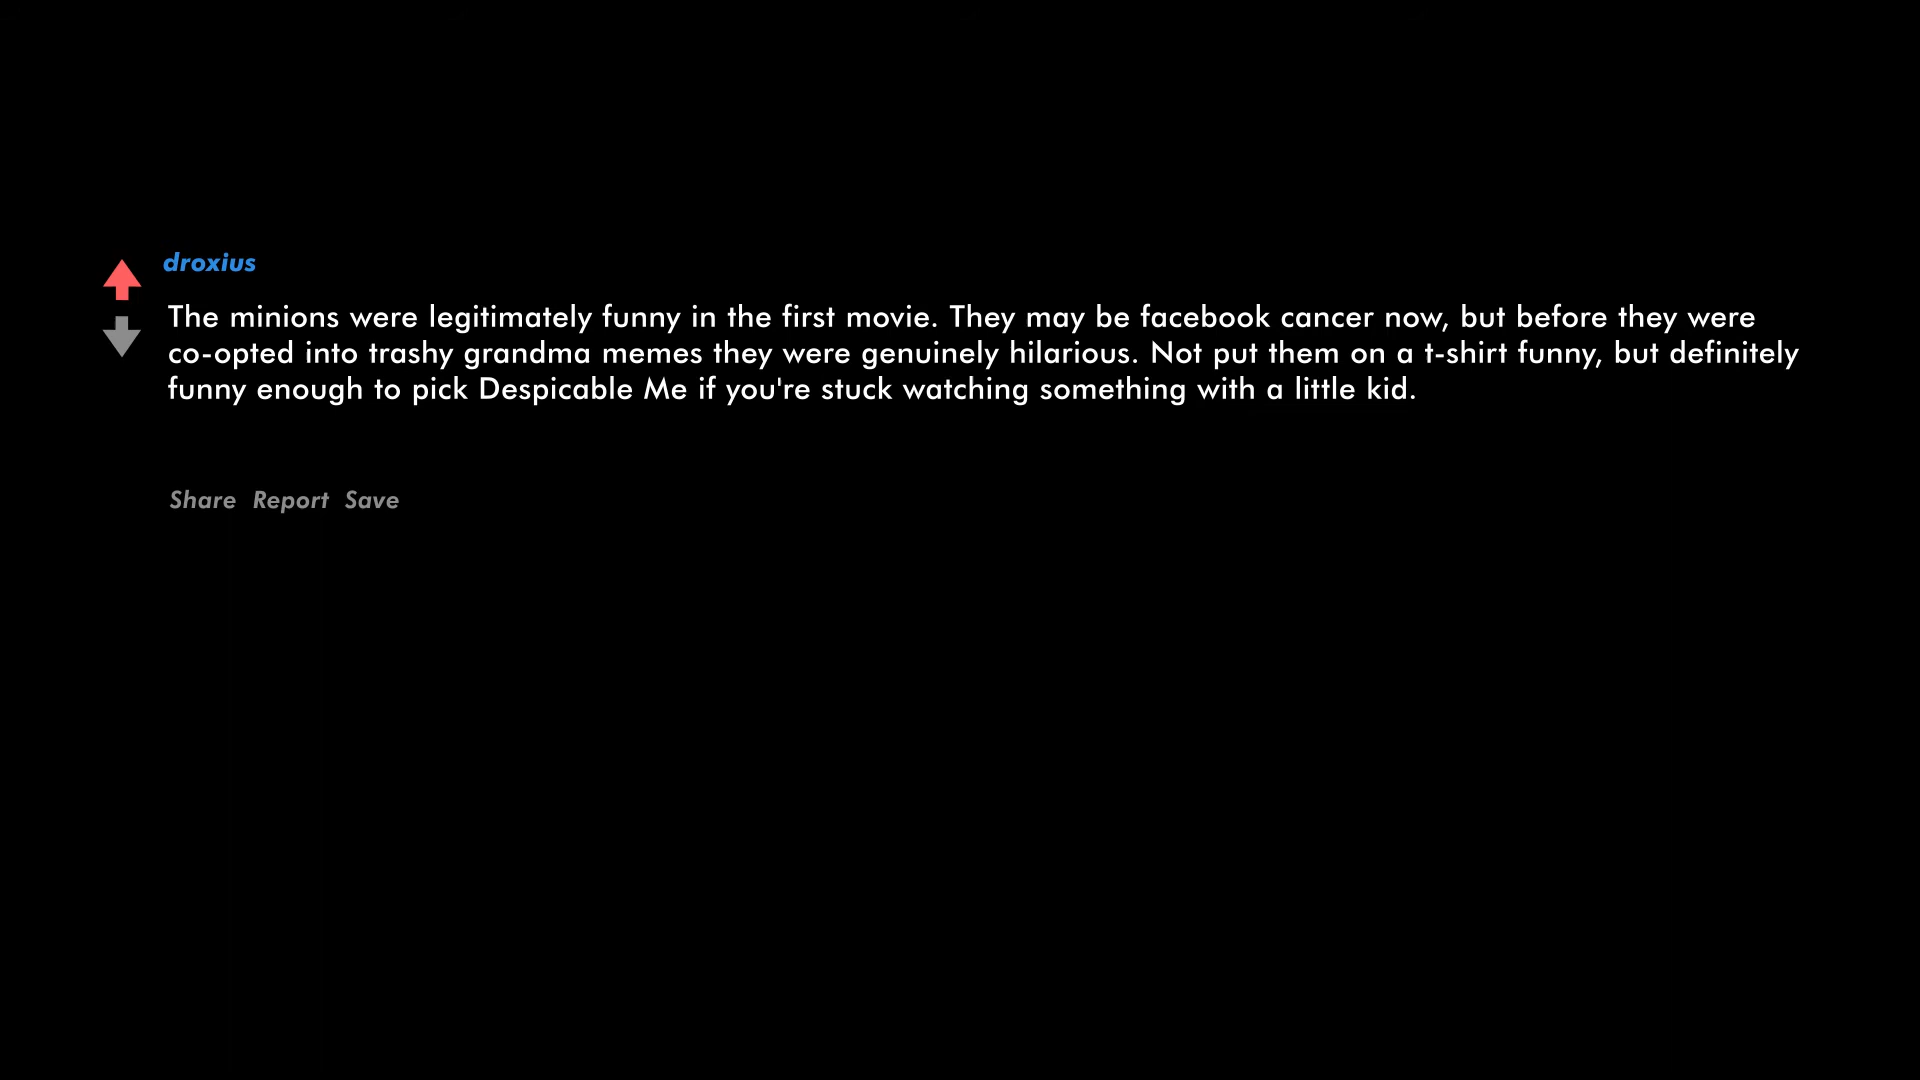 droxius
The minions were legitimately funny in the first movie. They may be facebook cancer now, but before they were
co-opted into trashy grandma memes they were genuinely hilarious. Not put them on a t-shirt funny, but definitely
funny enough to pick Despicable Me if you're stuck watching something with a little kid.
Share Report Save